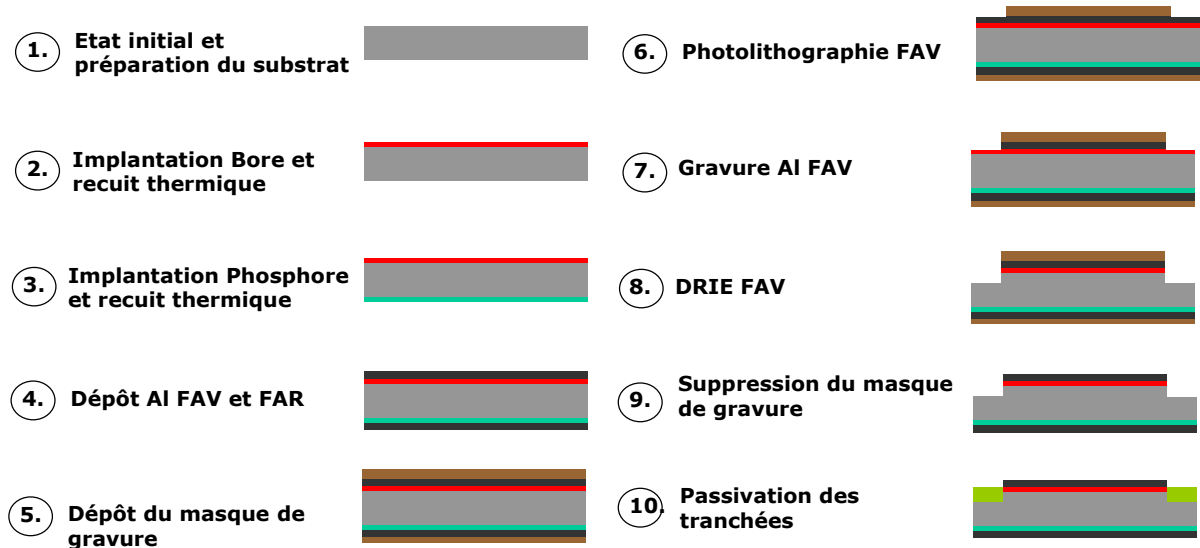 1. Etat initial et
préparation du substrat
2. Implantation Bore et
recuit thermique
3. Implantation Phosphore
et recuit thermique
4. Dépôt Al FAV et FAR
5. Dépôt du masque de
gravure
6. Photolithographie FAV
7. Gravure Al FAV
8. DRIE FAV
9. Suppression du masque
de gravure
10. Passivation des
tranchées